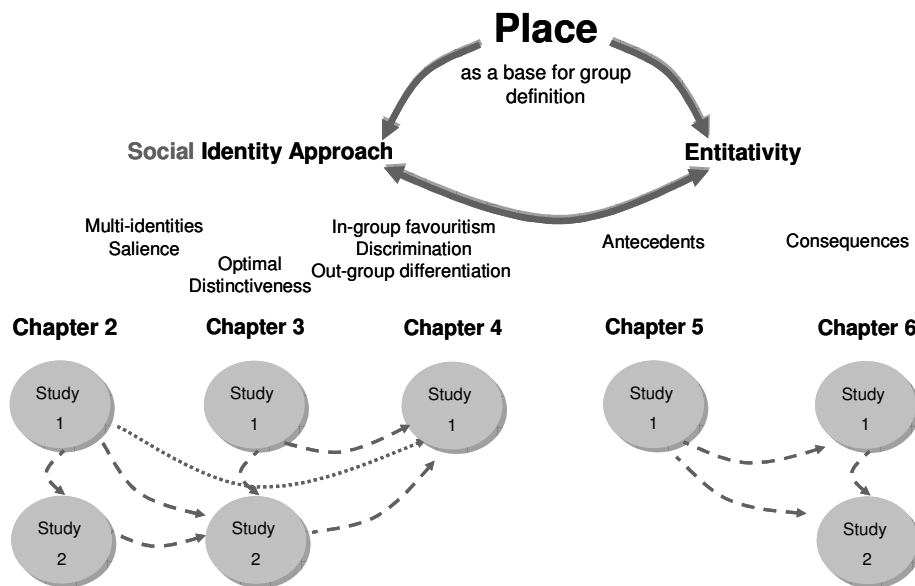 Place
as a base for group
definition
Social Identity Approach
Entitativity
Multi-identities
Salience
Optimal
Distinctiveness
In-group favouritism
Discrimination
Out-group differentiation
Antecedents
Consequences
Chapter 2
Chapter 3
Chapter 4
Chapter 5
Chapter 6
Study
1
Study
1
Study
1
Study
1
Study
1
Study
2
Study
2
Study
2